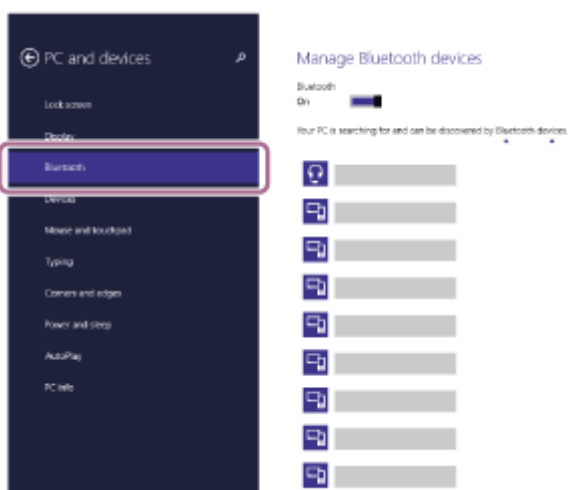 PC and devices
Lock screen
Display
Bluetooth
Devices
Mouse and touchpad
Typing
Corners and edges
Power and sleep
AutoPlay
PC info
Manage Bluetooth devices
Bluetooth
On
Your PC is searching for and can be discovered by Bluetooth devices.